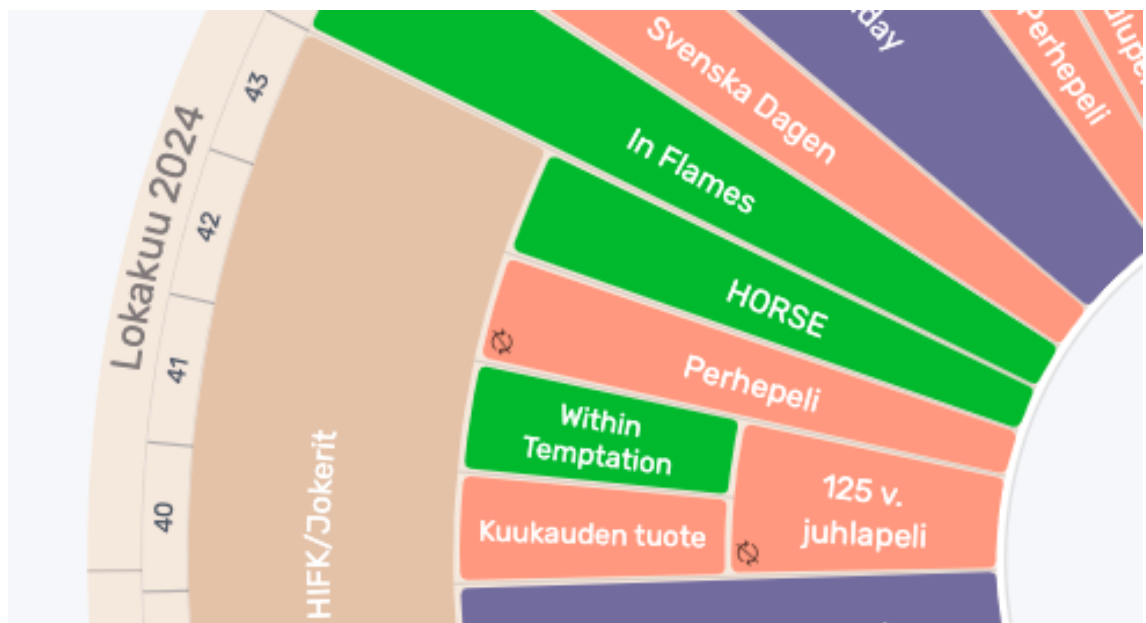 Lokakuu 2024
43
42
41
40
HIFK/Jokerit
In Flames
Svenska Dagen
Perhepeli
HORSE
Perhepeli
Within
Temptation
Kuukauden tuote
125 v.
juhlapeli